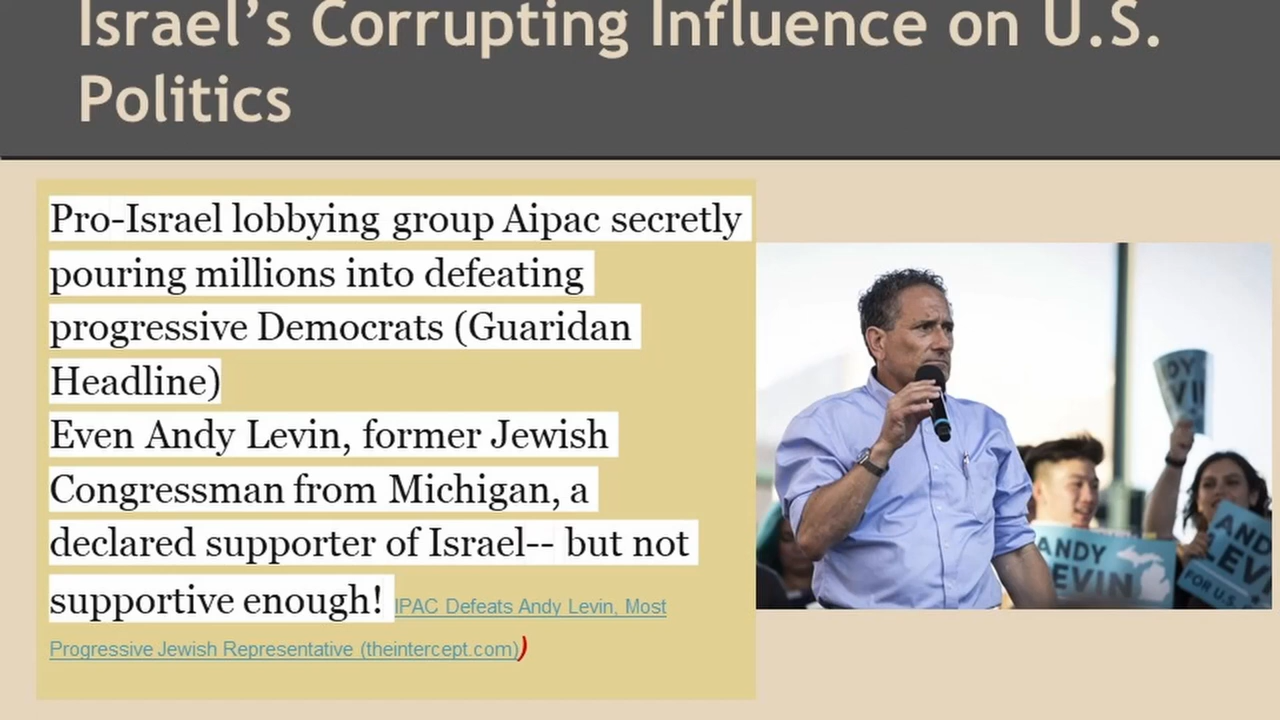 Israel's Corrupting Influence on U.S.
Politics
Pro-Israel lobbying group Aipac secretly
pouring millions into defeating
progressive Democrats (Guaridan
Headline)
Even Andy Levin, former Jewish
Congressman from Michigan, a
declared supporter of Israel-- but not
supportive enough! IPAC Defeats Andy Levin, Most
Progressive Jewish Representative (theintercept.com))
ANDY
LEVIN
FOR U.S.